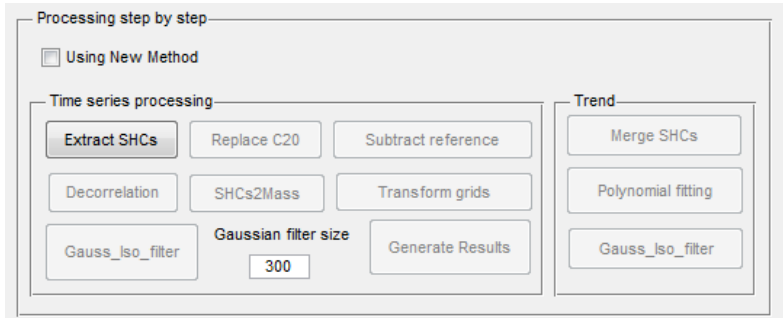 Processing step by step
Using New Method
Time series processing
Extract SHCs
Replace C20
Subtract reference
Decorrelation
SHCs2Mass
Transform grids
Gauss_Iso_filter
Gaussian filter size
300
Generate Results
Trend
Merge SHCs
Polynomial fitting
Gauss_Iso_filter